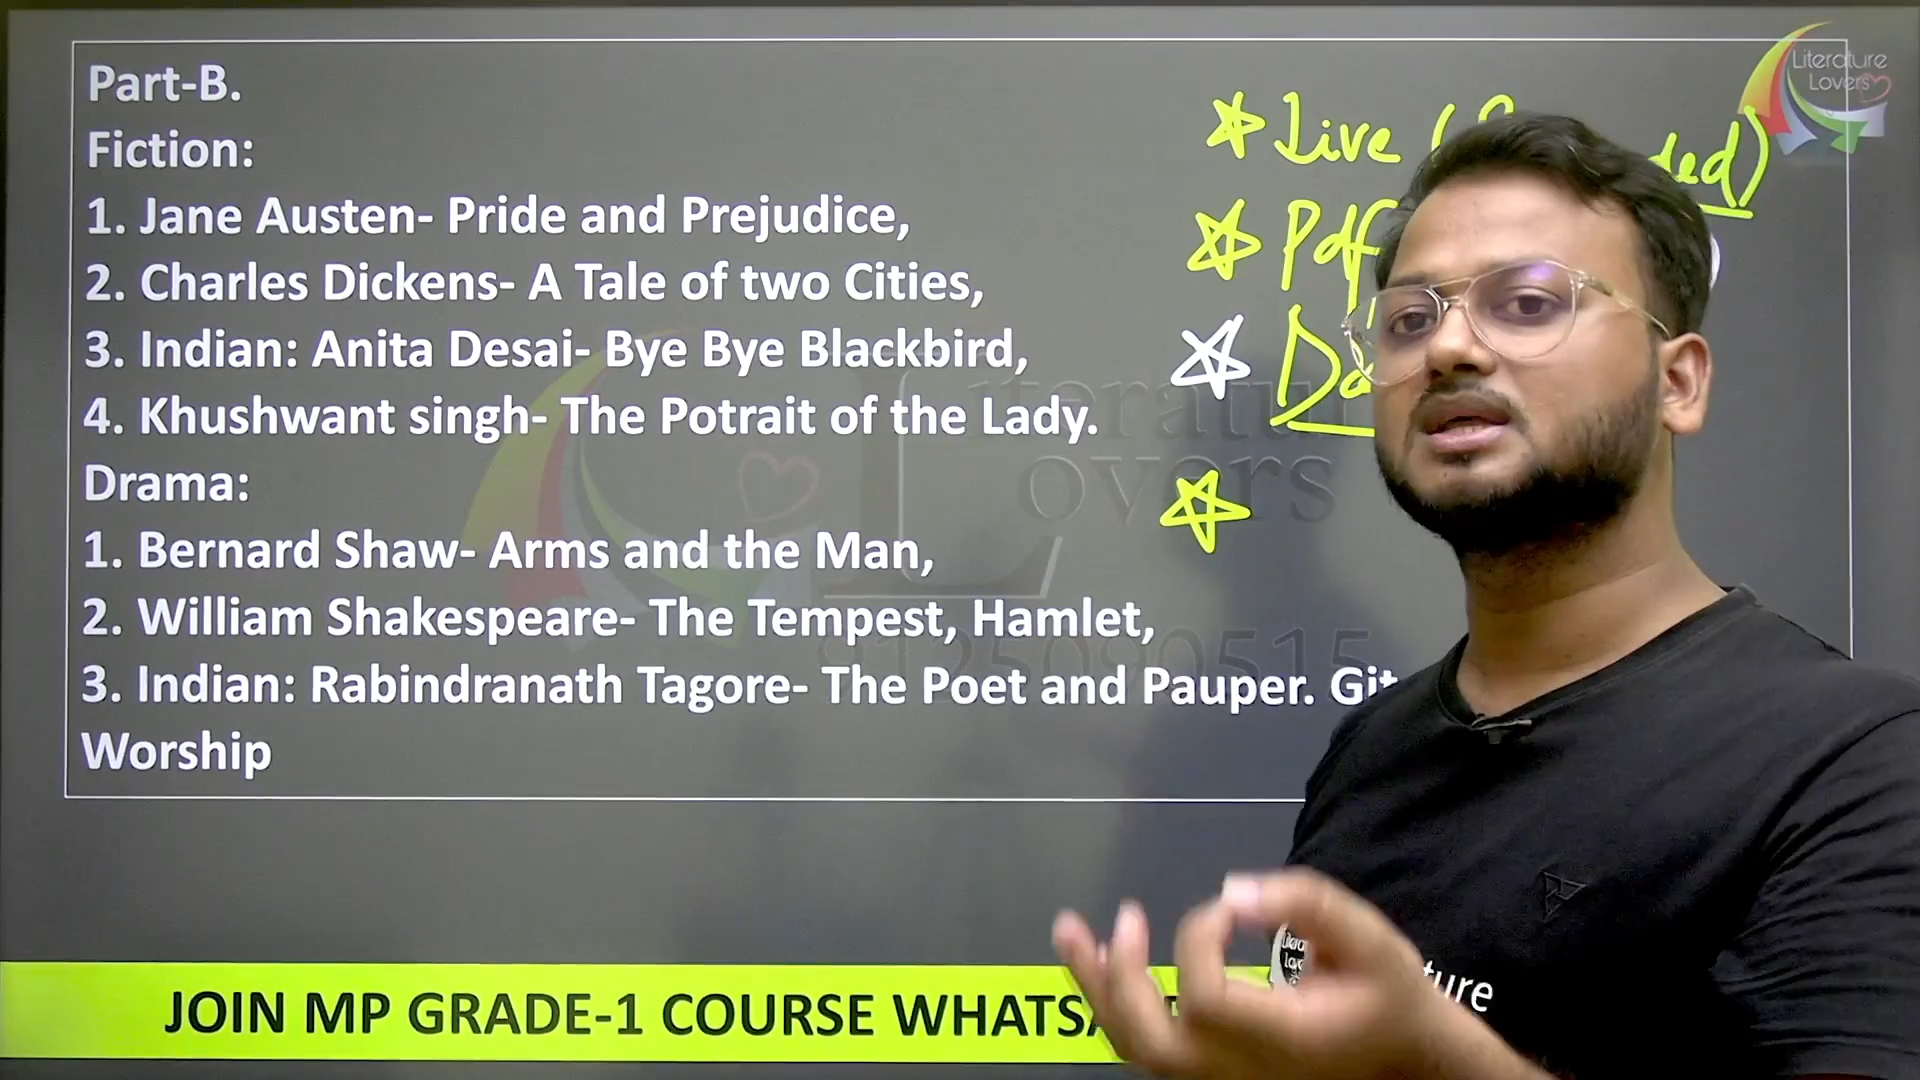 Part-B.
Fiction:
1. Jane Austen- Pride and Prejudice,
2. Charles Dickens- A Tale of two Cities,
3. Indian: Anita Desai- Bye Bye Blackbird,
4. Khushwant singh- The Potrait of the Lady.
Drama:
1. Bernard Shaw- Arms and the Man,
2. William Shakespeare- The Tempest, Hamlet,
3. Indian: Rabindranath Tagore- The Poet and Pauper.
Worship
Live
Pdf
Literature
Lovers
Lovers
9125090515
JOIN MP GRADE-1 COURSE